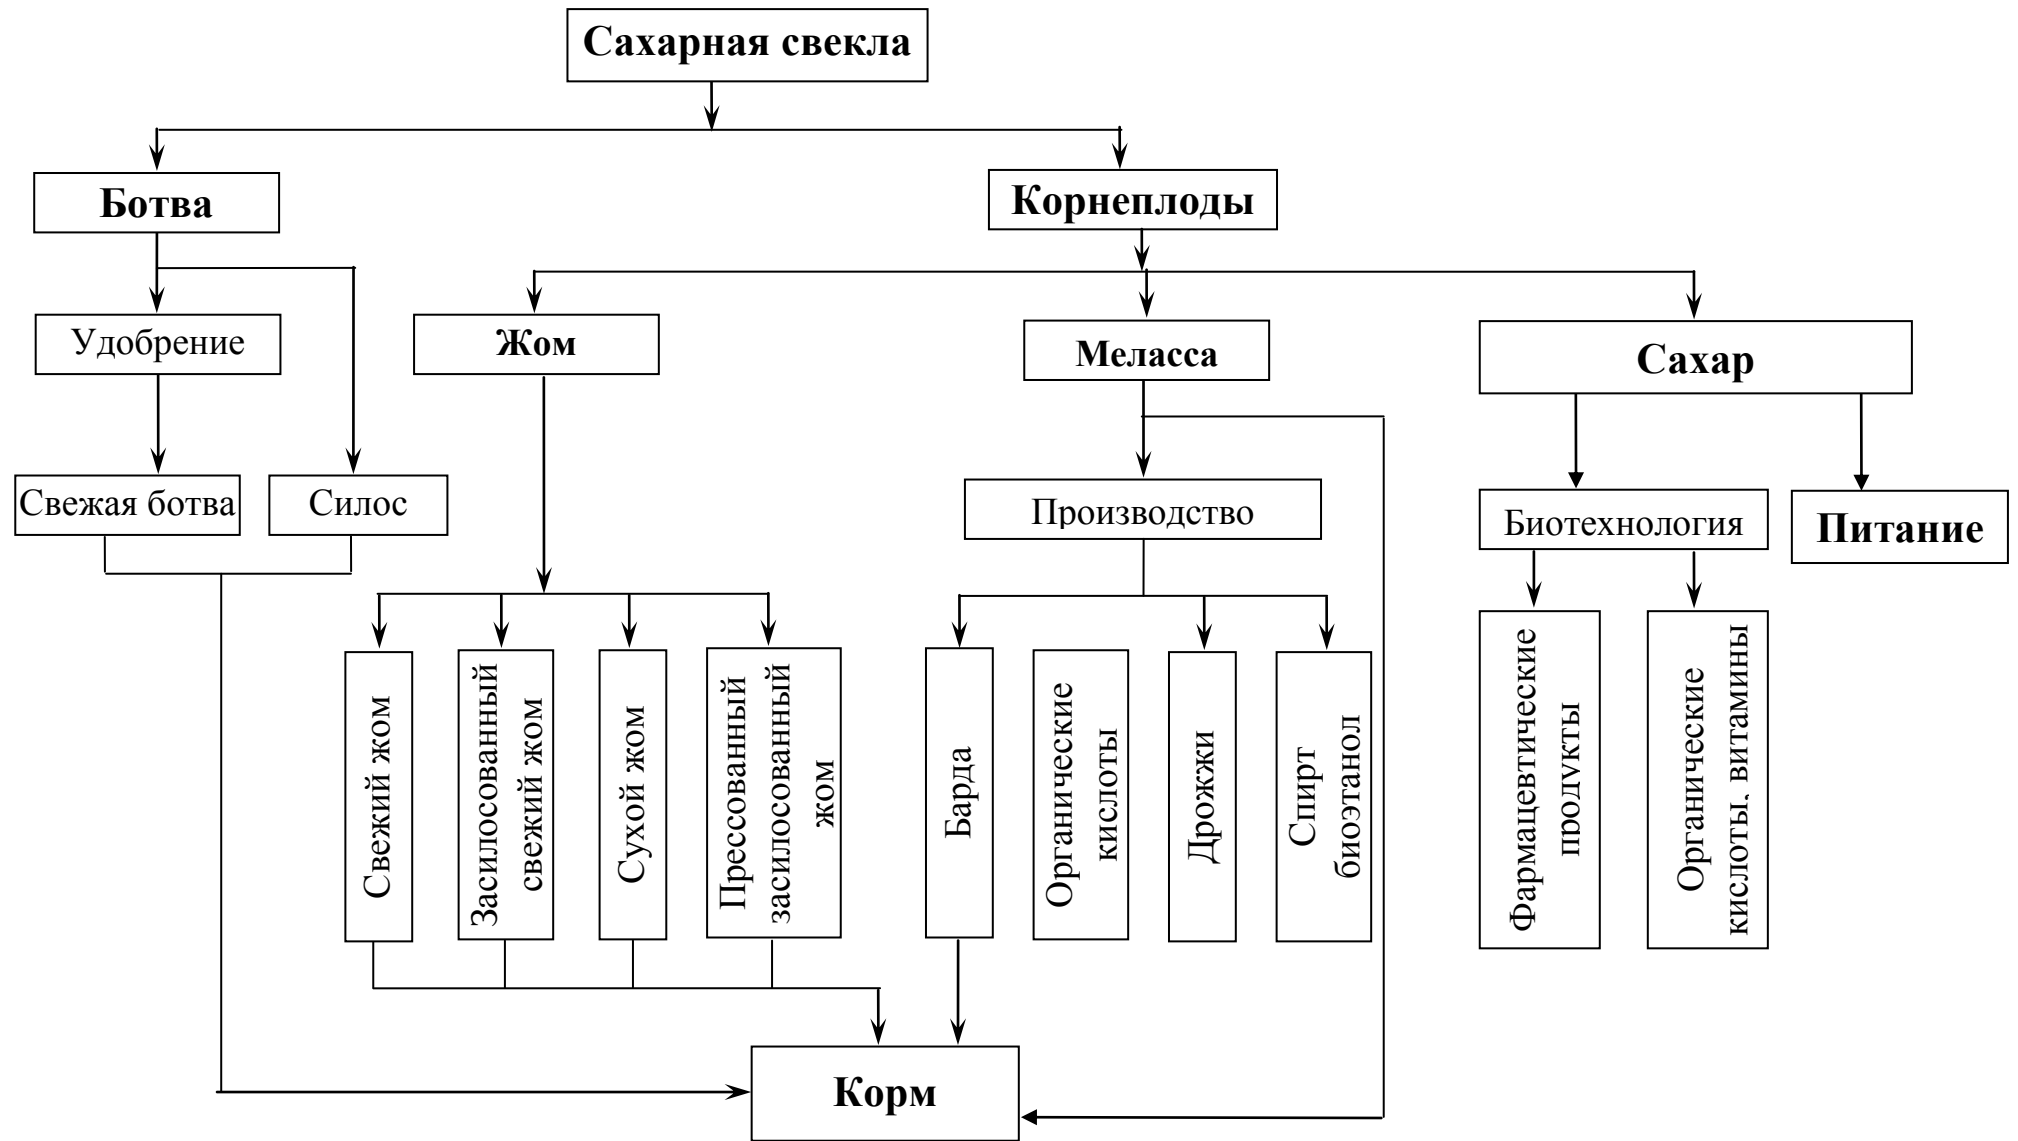 Сахарная свекла
Ботва
Корнеплоды
Удобрение
Жом
Меласса
Сахар
Свежая ботва
Силос
Производство
Биотехнология
Питание
Свежий жом
Засилосованный
свежий жом
Сухой жом
Прессованный
засилосованный
жом
Барда
Органические
кислоты
Дрожжи
Спирт
биоэтанол
Фармацевтические
продукты
Органические
кислоты, витамины
Корм